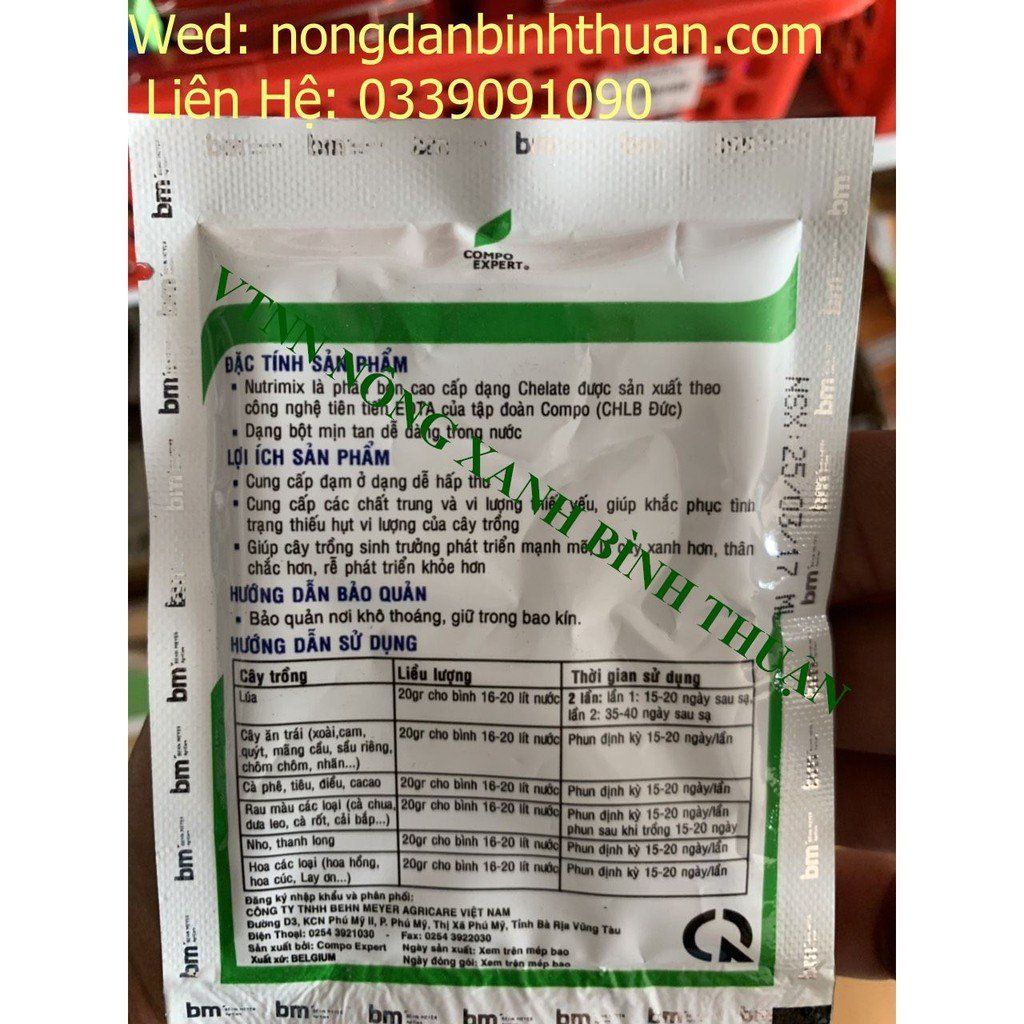 Wed: nongdanbinhthuan.com
Liên Hệ: 0339091090
bm
COMPO
EXPERT
VTNN NÔNG XANH BÌNH THUẬN
ĐẶC TÍNH SẢN PHẨM
▪ Nutrimix là phân bón cao cấp dạng Chelate được sản xuất theo
công nghệ tiên tiến EDTA của tập đoàn Compo (CHLB Đức)
▪ Dạng bột mịn tan dễ dàng trong nước
LỢI ÍCH SẢN PHẨM
▪ Cung cấp đạm ở dạng dễ hấp thu
▪ Cung cấp các chất trung và vi lượng thiết yếu, giúp khắc phục tình
trạng thiếu hụt vi lượng của cây trồng
▪ Giúp cây trồng sinh trưởng phát triển mạnh mẽ, cây xanh hơn, thân
chắc hơn, rễ phát triển khỏe hơn
HƯỚNG DẪN BẢO QUẢN
▪ Bảo quản nơi khô thoáng, giữ trong bao kín.
HƯỚNG DẪN SỬ DỤNG
Cây trồng Liều lượng Thời gian sử dụng
Lúa 20gr cho bình 16-20 lít nước 2 lần: lần 1: 15-20 ngày sau sạ,
lần 2: 35-40 ngày sau sạ
Cây ăn trái (xoài,cam, 20gr cho bình 16-20 lít nước Phun định kỳ 15-20 ngày/lần
quýt, mãng cầu, sầu riêng,
chôm chôm, nhãn...)
Cà phê, tiêu, điều, cacao 20gr cho bình 16-20 lít nước Phun định kỳ 15-20 ngày/lần
Rau màu các loại (cà chua, 20gr cho bình 16-20 lít nước Phun định kỳ 15-20 ngày/lần
dưa leo, cà rốt, cải bắp...) phun sau khi trồng 15-20 ngày
Nho, thanh long 20gr cho bình 16-20 lít nước Phun định kỳ 15-20 ngày/lần
Hoa các loại (hoa hồng, 20gr cho bình 16-20 lít nước Phun định kỳ 15-20 ngày/lần
hoa cúc, Lay ơn...)
Đăng ký nhập khẩu và phân phối:
CÔNG TY TNHH BEHN MEYER AGRICARE VIỆT NAM
Đường D3, KCN Phú Mỹ II, P. Phú Mỹ, Thị Xã Phú Mỹ, Tỉnh Bà Rịa Vũng Tàu
Điện Thoại: 0254 3921030 - Fax: 0254 3922030
Sản xuất bởi: Compo Expert Ngày sản xuất: Xem trên mép bao
Xuất xứ: BELGIUM Ngày đóng gói: Xem trên mép bao
NSX:25/03/17